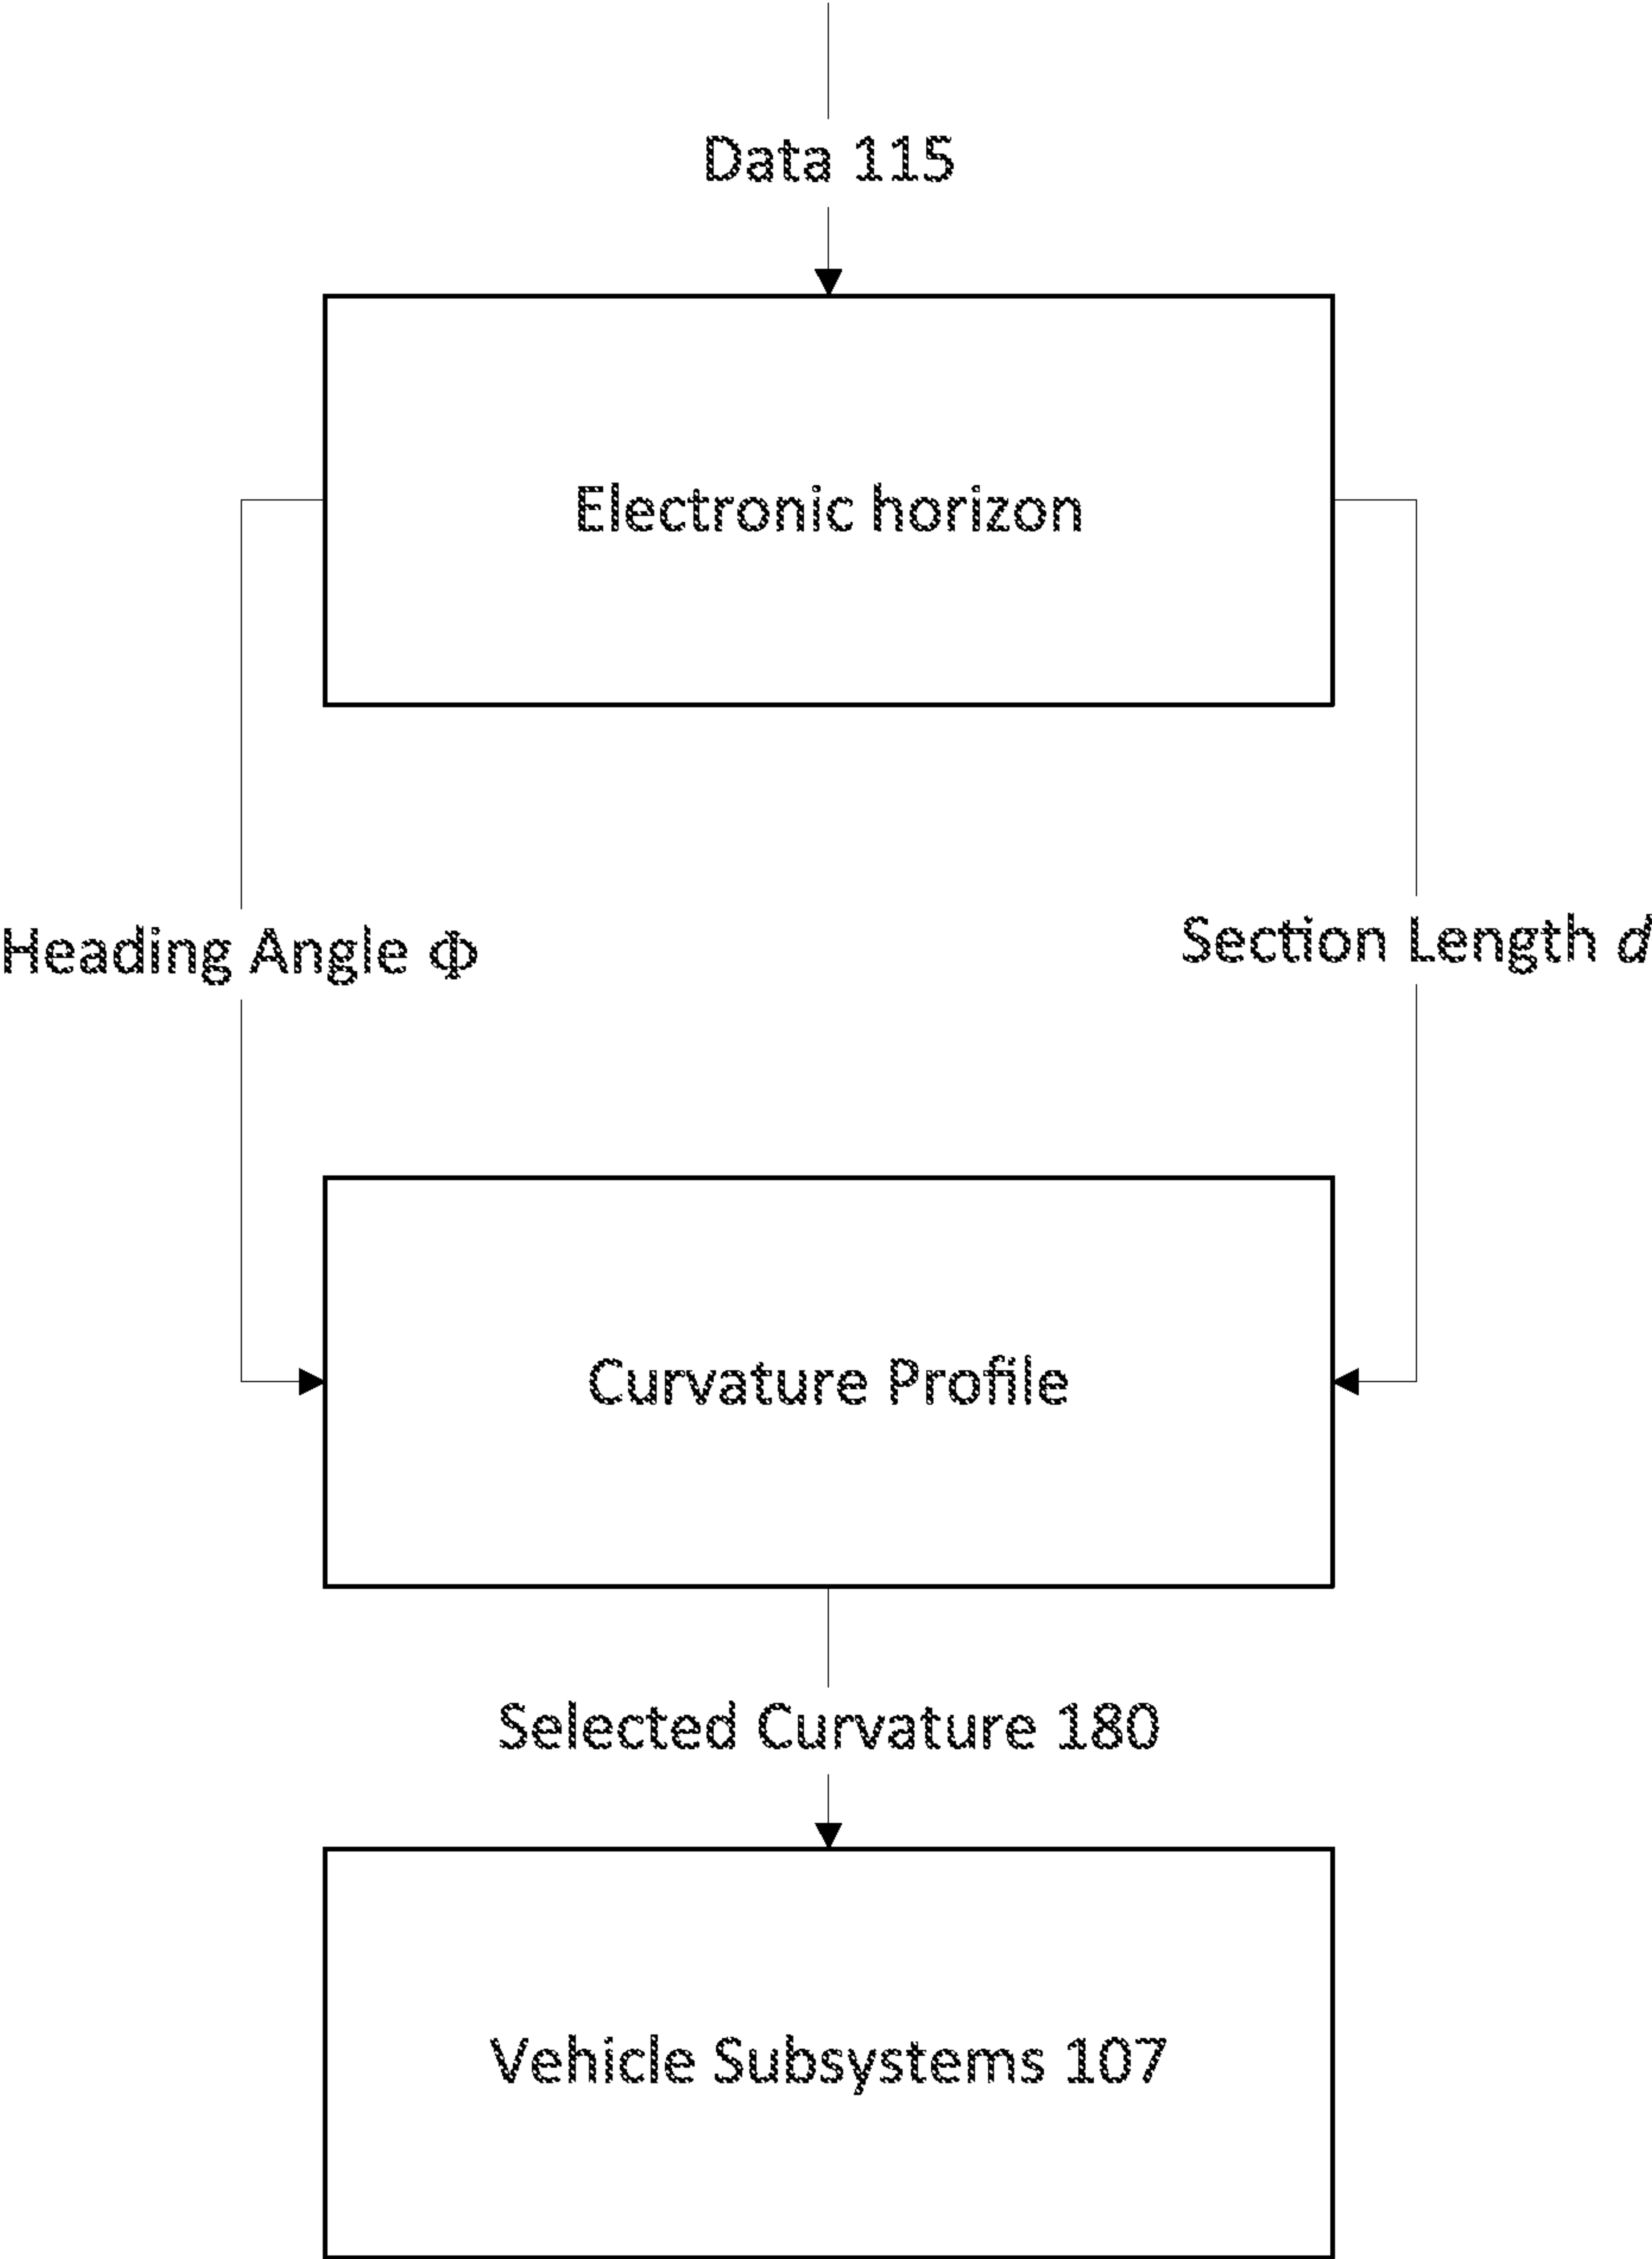 Data 115
Electronic horizon
Heading Angle Φ
Section Length d
Curvature Profile
Selected Curvature 180
Vehicle Subsystems 107